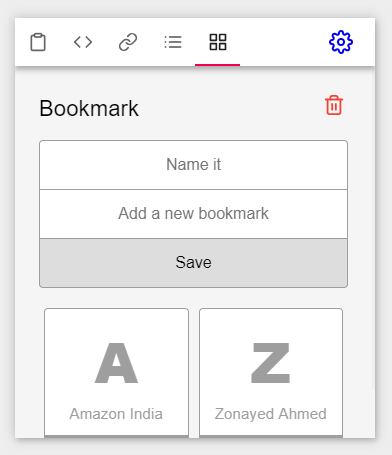 Bookmark
Name it
Add a new bookmark
Save
A
Amazon India
Z
Zonayed Ahmed